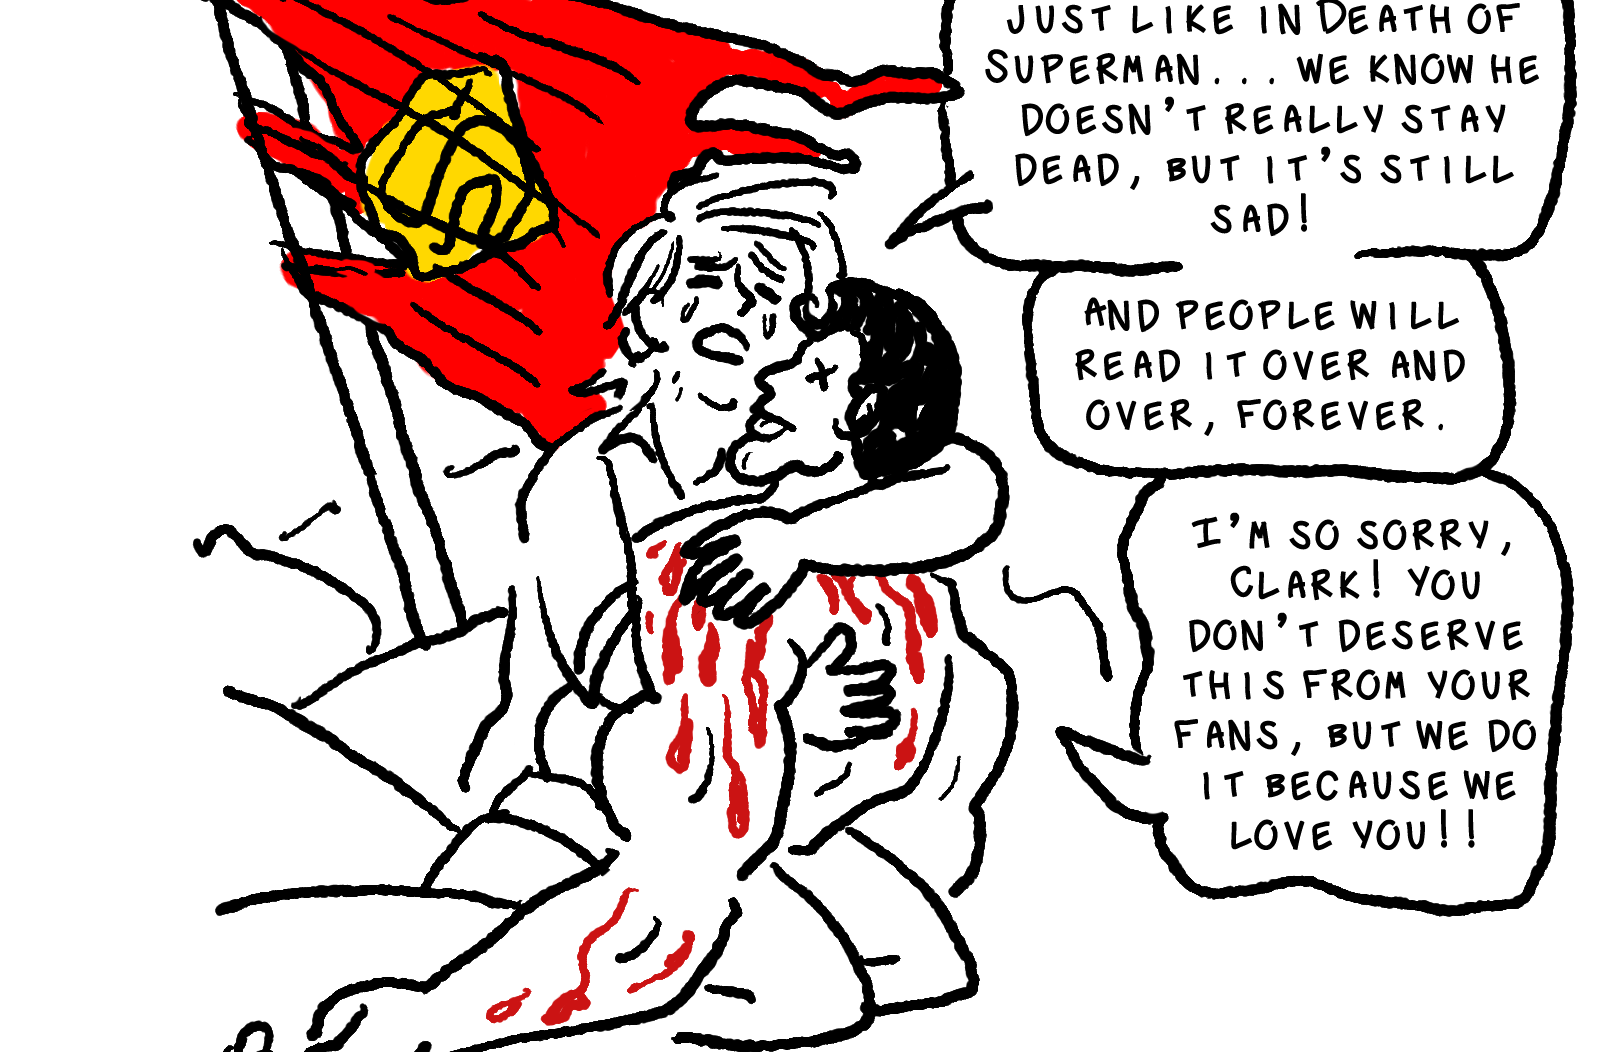 JUST LIKE IN DEATH OF
SUPERMAN... WE KNOW HE
DOESN'T REALLY STAY
DEAD, BUT IT'S STILL
SAD!
AND PEOPLE WILL
READ IT OVER AND
OVER, FOREVER.
I'M SO SORRY,
CLARK! YOU
DON'T DESERVE
THIS FROM YOUR
FANS, BUT WE DO
IT BECAUSE WE
LOVE YOU!!